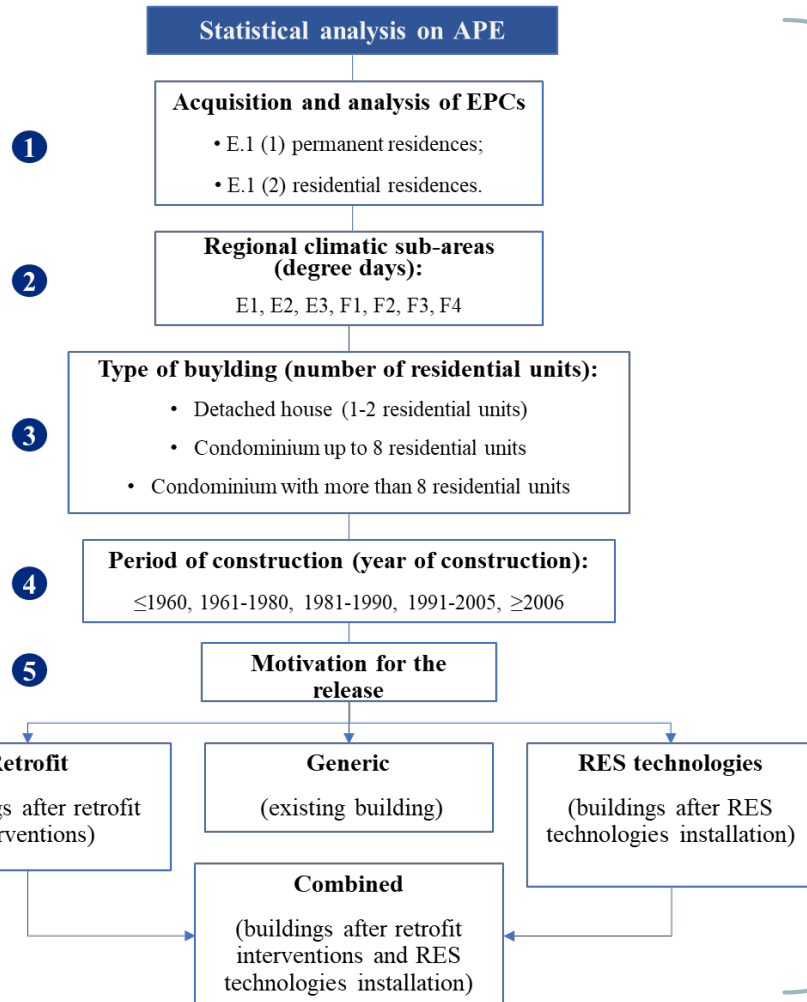 Statistical analysis on APE
Acquisition and analysis of EPCs
• E.1 (1) permanent residences;
• E.1 (2) residential residences.
1
Regional climatic sub-areas
(degree days):
E1, E2, E3, F1, F2, F3, F4
2
Type of buylding (number of residential units):
• Detached house (1-2 residential units)
• Condominium up to 8 residential units
• Condominium with more than 8 residential units
3
Period of construction (year of construction):
≤1960, 1961-1980, 1981-1990, 1991-2005, ≥2006
4
Motivation for the
release
5
Generic
(existing building)
RES technologies
(buildings after RES
technologies installation)
after retrofit
Combined
(buildings after retrofit
interventions and RES
technologies installation)